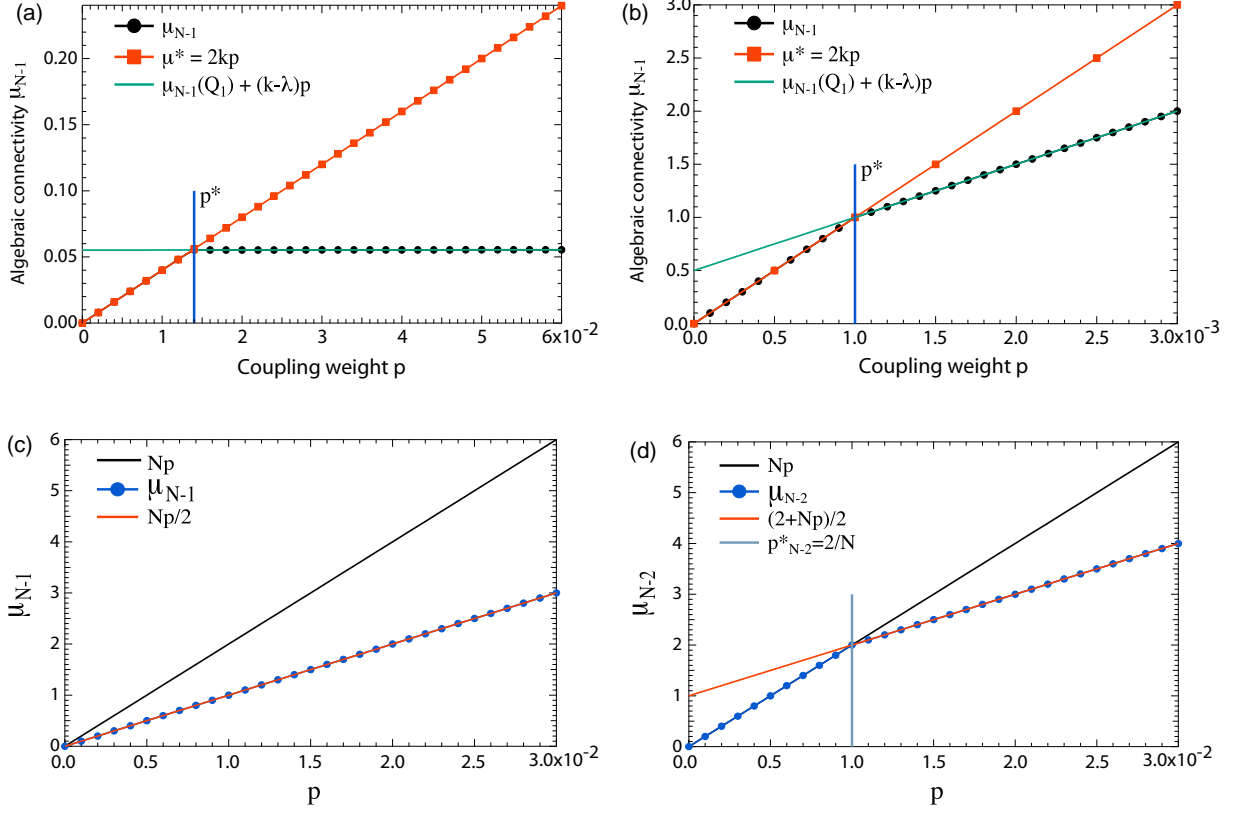 (a)
μN-1
μ* = 2kp
μN-1(Q1) + (k-λ)p
p*
Algebraic connectivity μN-1
0.20
0.15
0.10
0.05
0.00
0
1
2
3
4
5
6x10-2
Coupling weight p
(b)
μN-1
μ* = 2kp
μN-1(Q1) + (k-λ)p
p*
Algebraic connectivity μN-1
3.0
2.5
2.0
1.5
1.0
0.5
0.0
0.0
0.5
1.0
1.5
2.0
2.5
3.0x10-3
Coupling weight p
(c)
Np
μN-1
Np/2
μN-1
6
5
4
3
2
1
0
0.0
0.5
1.0
1.5
2.0
2.5
3.0x10-2
p
(d)
Np
μN-2
(2+Np)/2
p*N-2=2/N
μN-2
6
4
3
2
1
0
0.0
0.5
1.0
1.5
2.0
2.5
3.0x10-2
p